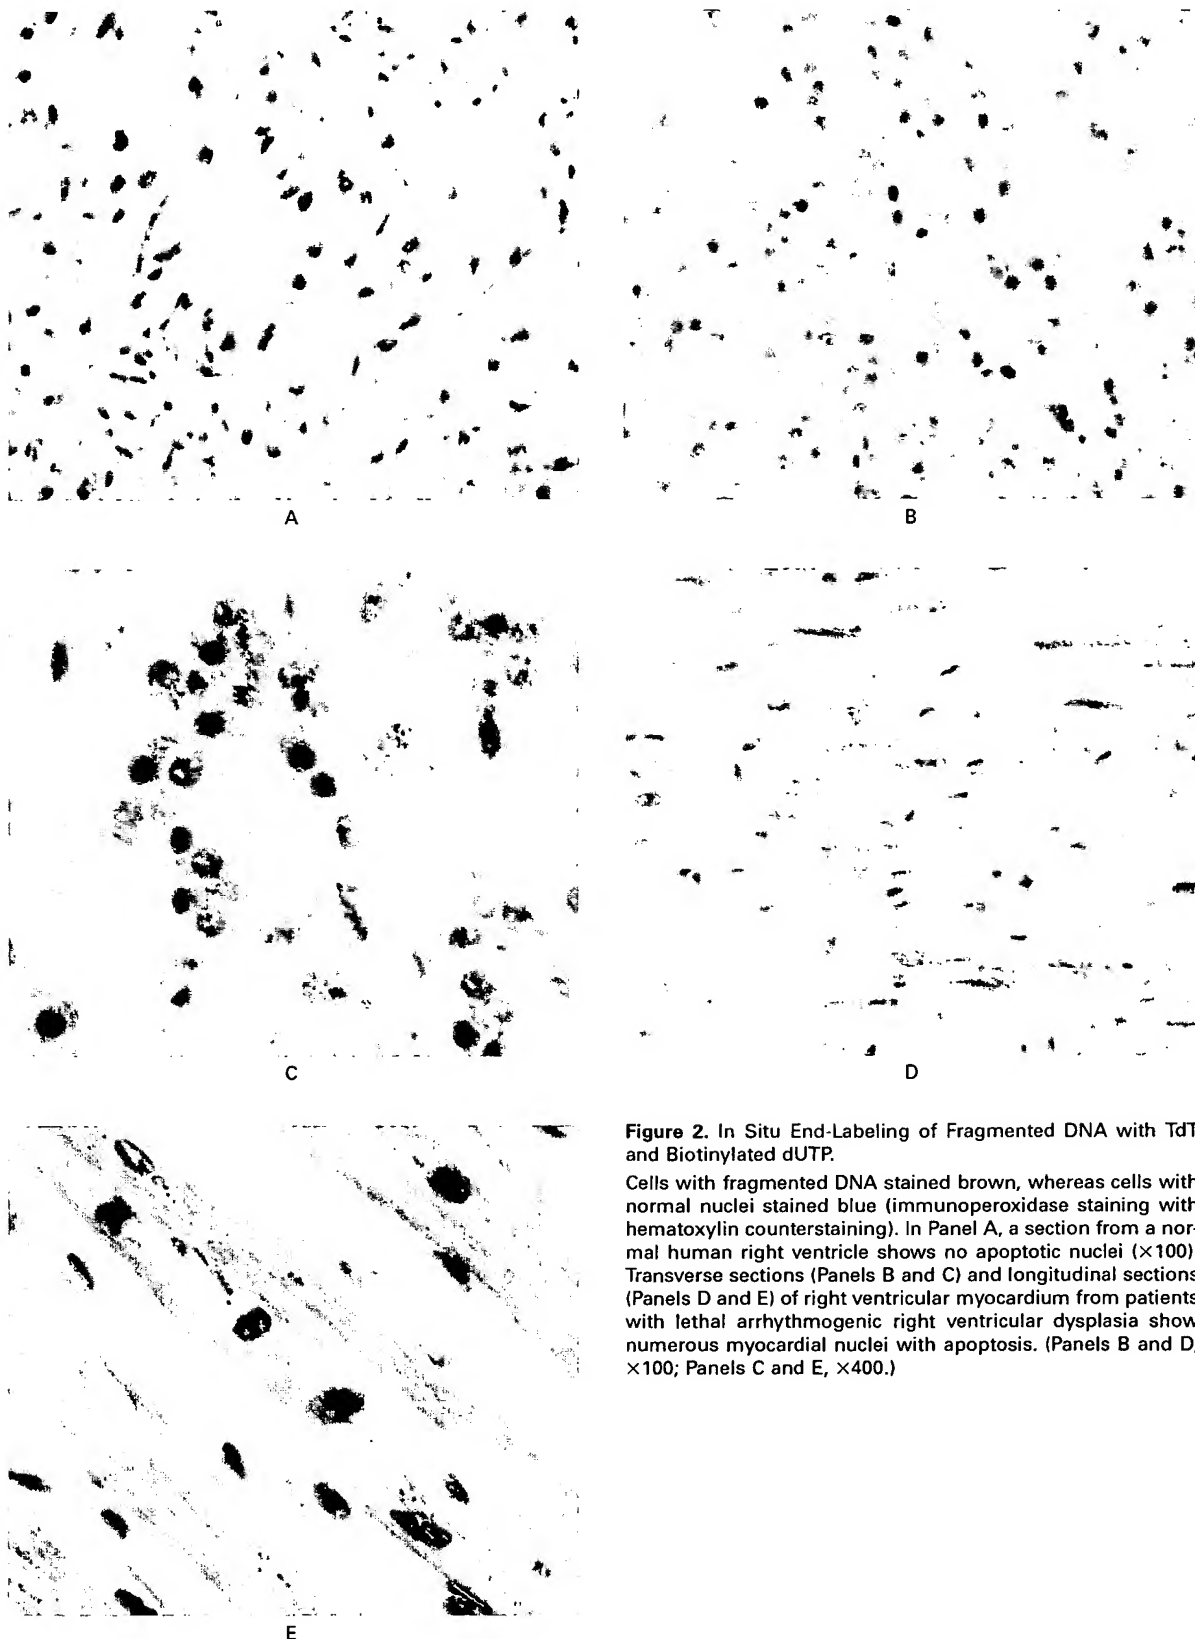 A
B
C
D
E
Figure 2. In Situ End-Labeling of Fragmented DNA with TdT
and Biotinylated dUTP.
Cells with fragmented DNA stained brown, whereas cells with
normal nuclei stained blue (immunoperoxidase staining with
hematoxylin counterstaining). In Panel A, a section from a nor-
mal human right ventricle shows no apoptotic nuclei (×100)
Transverse sections (Panels B and C) and longitudinal sections
(Panels D and E) of right ventricular myocardium from patients
with lethal arrhythmogenic right ventricular dysplasia show
numerous myocardial nuclei with apoptosis. (Panels B and D,
×100; Panels C and E, ×400.)